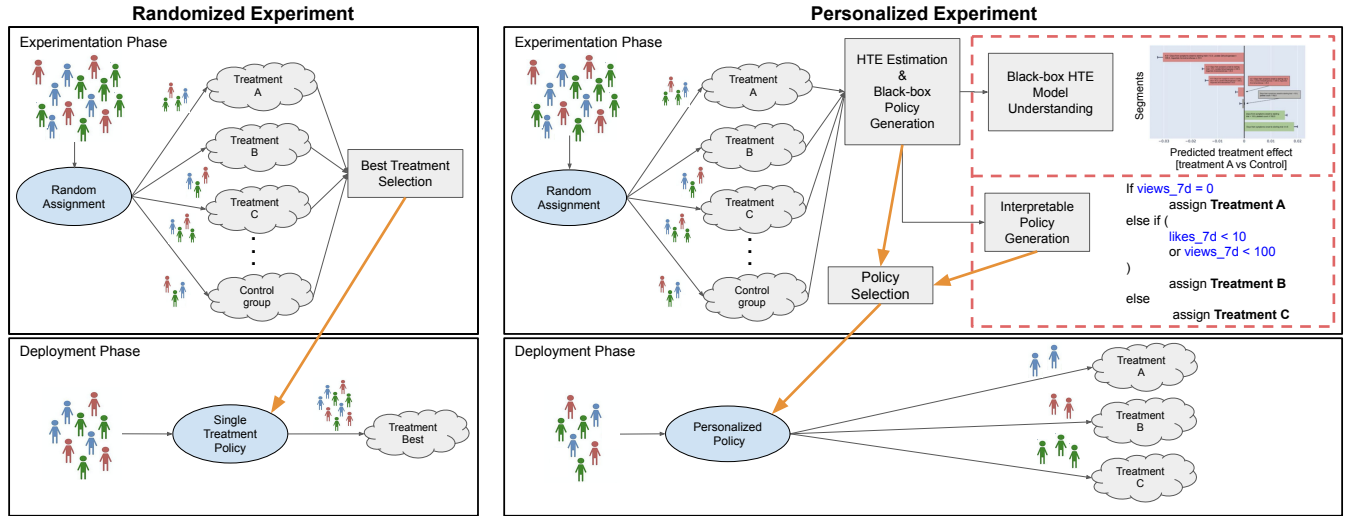 Randomized Experiment
Experimentation Phase
Random
Assignment
Treatment
A
Treatment
B
Treatment
C
Control
group
Best Treatment
Selection
Deployment Phase
Single
Treatment
Policy
Treatment
Best
Personalized Experiment
Experimentation Phase
Random
Assignment
Treatment
A
Treatment
B
Treatment
C
Control
group
HTE Estimation
&
Black-box
Policy
Generation
Black-box HTE
Model
Understanding
Segments
Predicted treatment effect
[treatment A vs Control]
Interpretable
Policy
Generation
Policy
Selection
If views_7d = 0
assign Treatment A
else if (
likes_7d < 10
or views_7d < 100
)
assign Treatment B
else
assign Treatment C
Deployment Phase
Personalized
Policy
Treatment
A
Treatment
B
Treatment
C